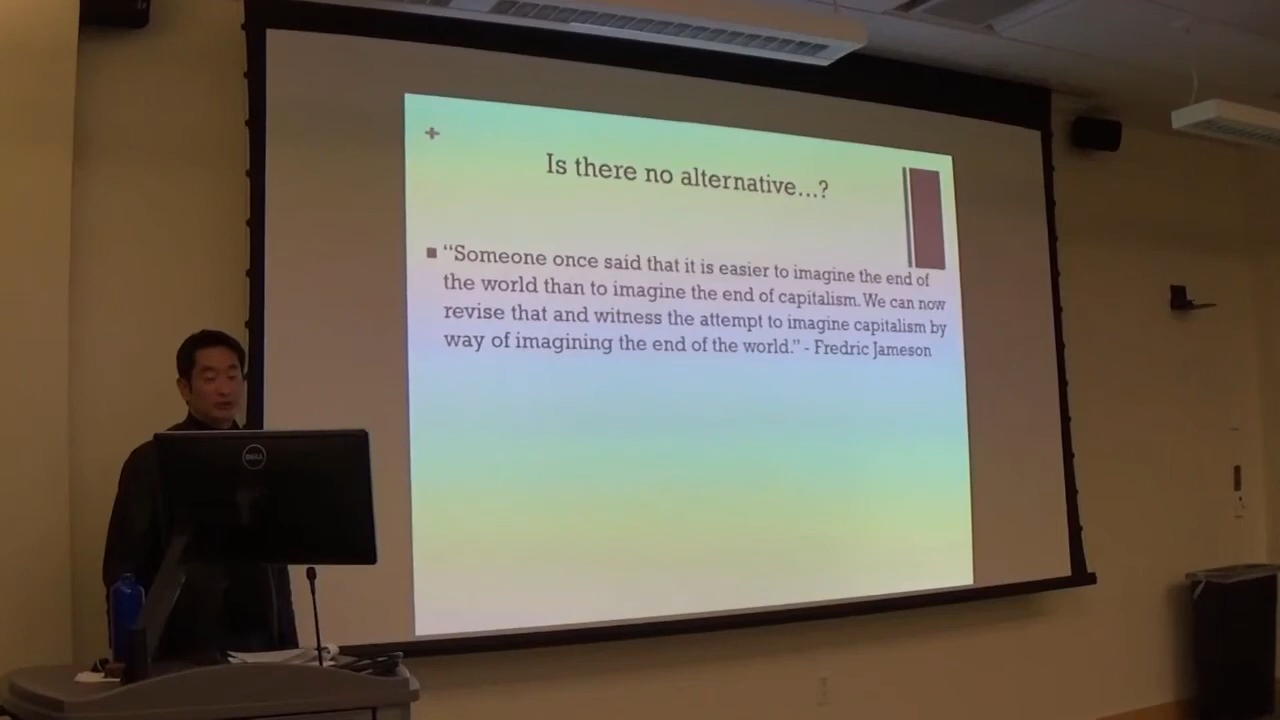 Is there no alternative...?
“Someone once said that it is easier to imagine the end of
the world than to imagine the end of capitalism. We can now
revise that and witness the attempt to imagine capitalism by
way of imagining the end of the world.” - Fredric Jameson
DELL